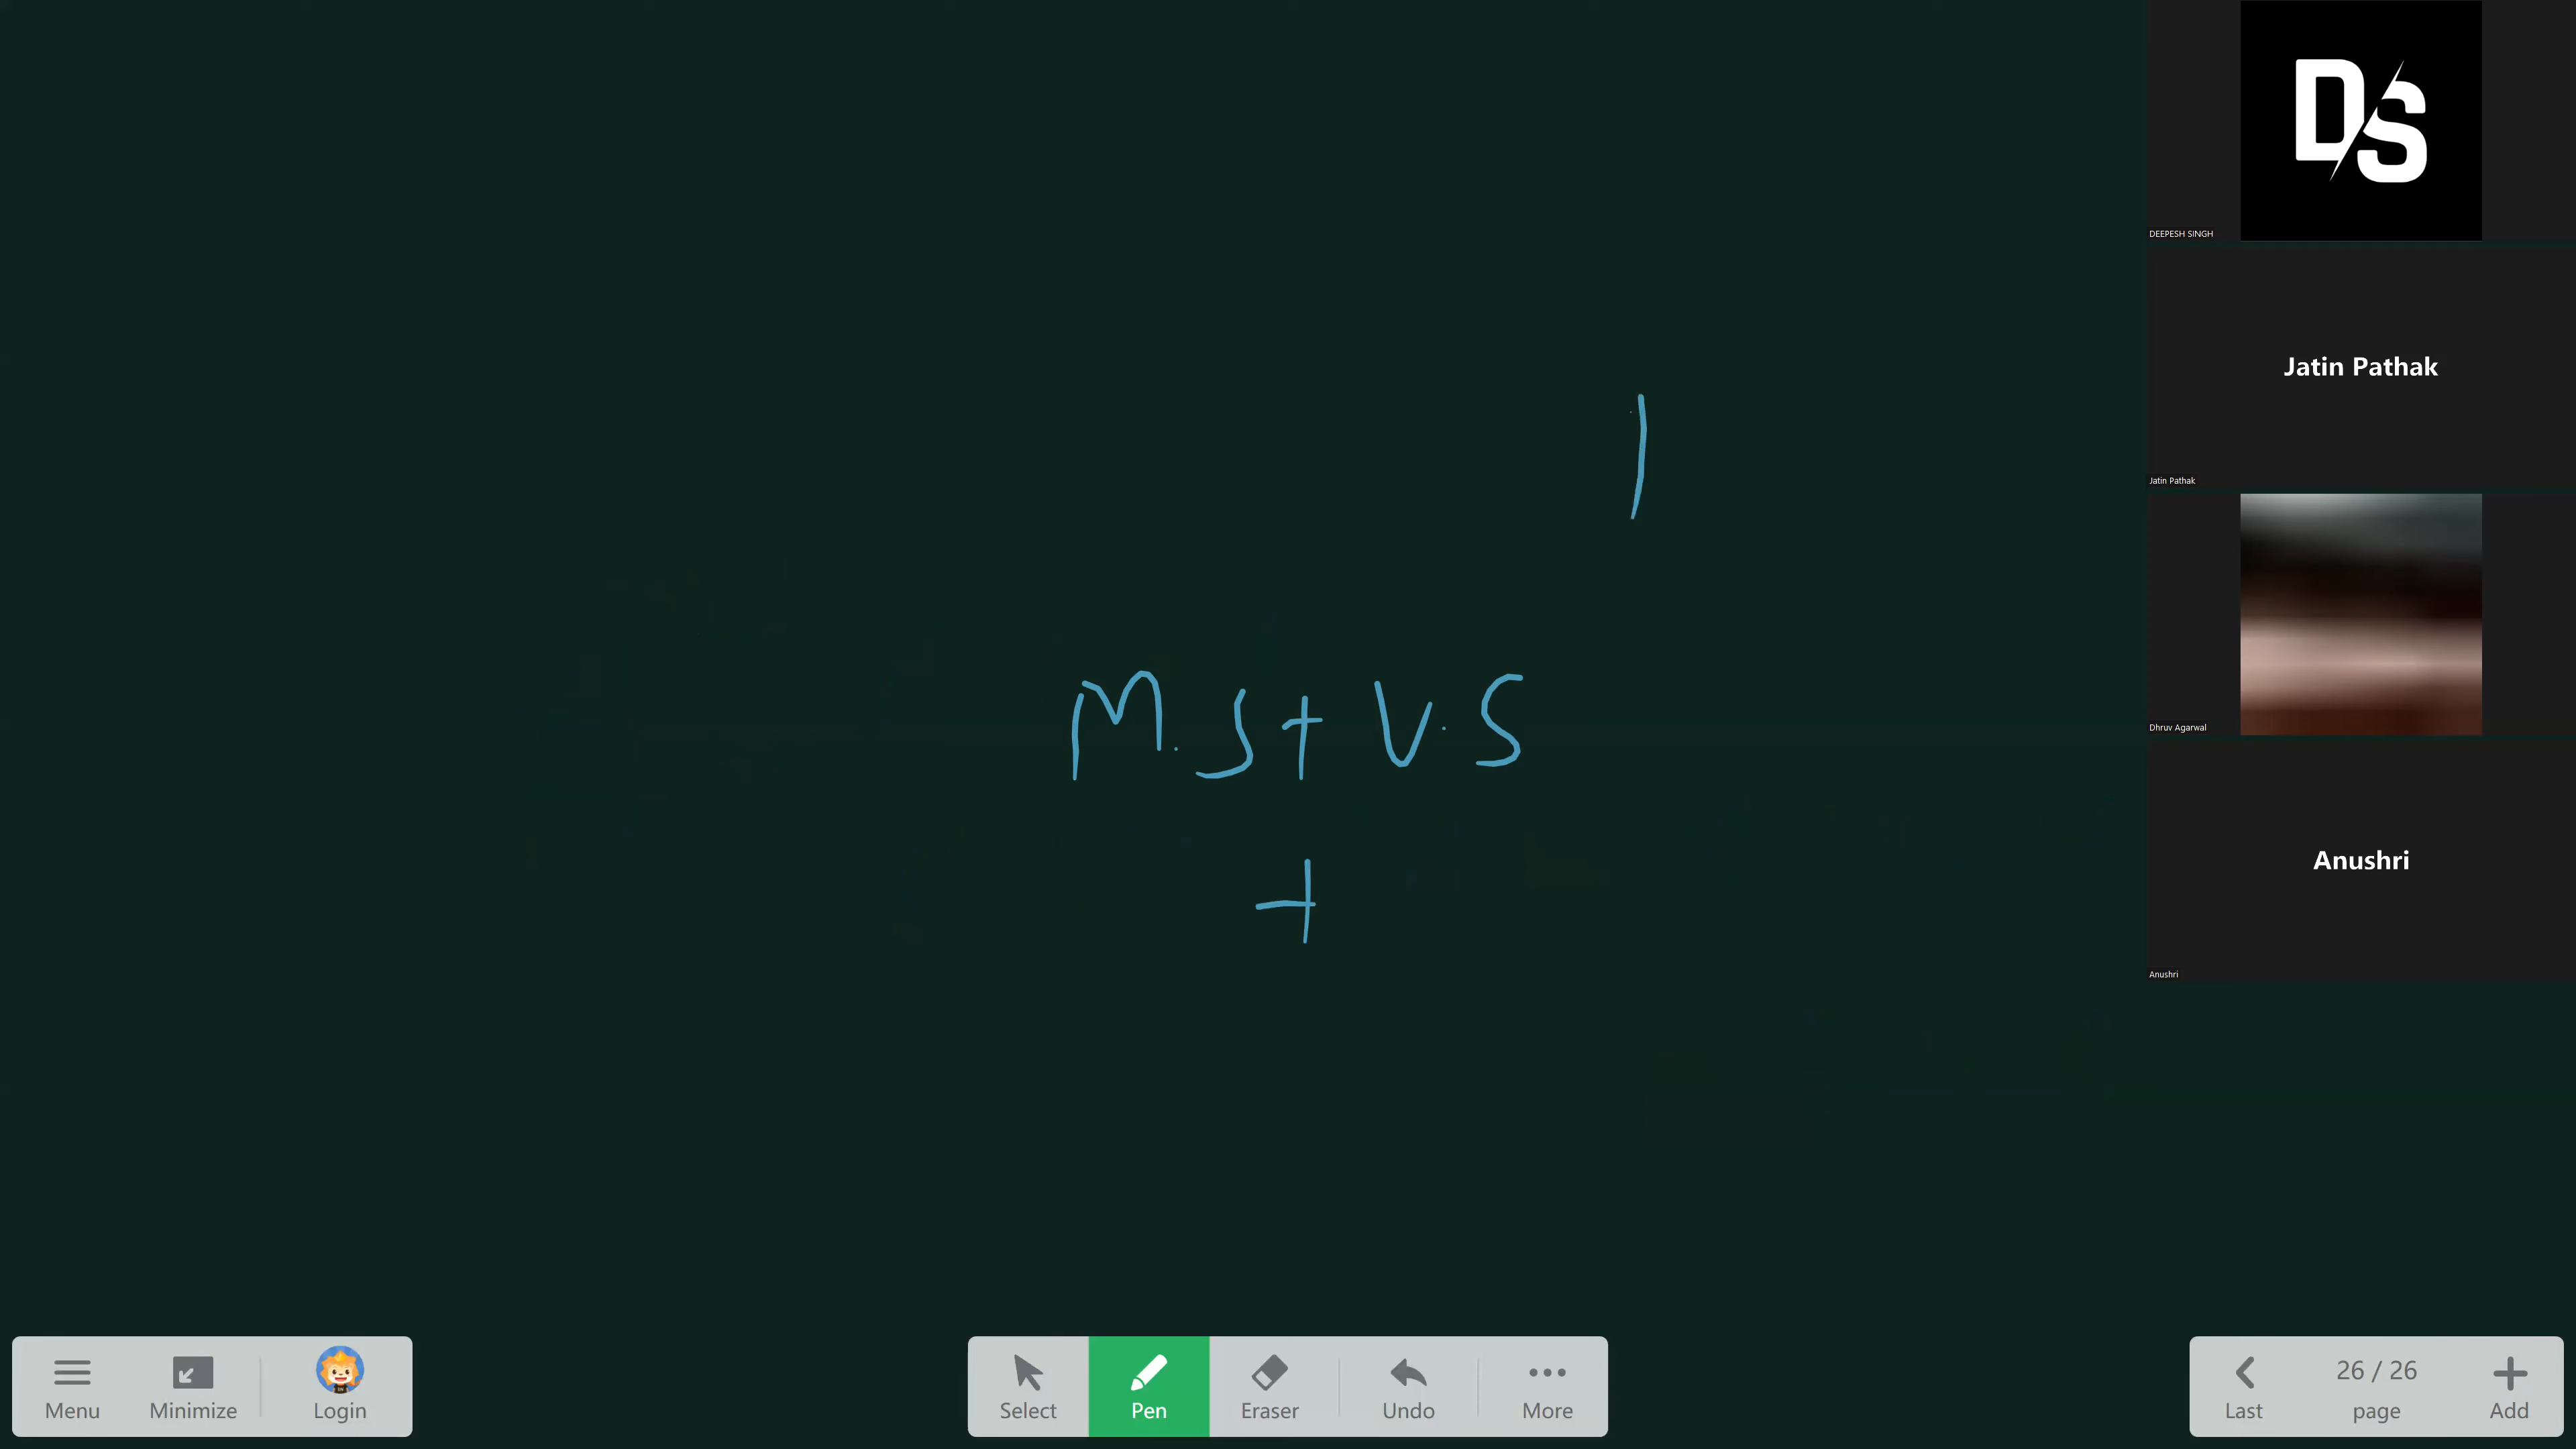 DS
DEEPESH SINGH
Jatin Pathak
Jatin Pathak
Dhruv Agarwal
Anushri
Anushri
M.S+ V.S
+
Menu
Minimize
Login
Select
Pen
Eraser
Undo
More
Last
26 / 26
page
Add